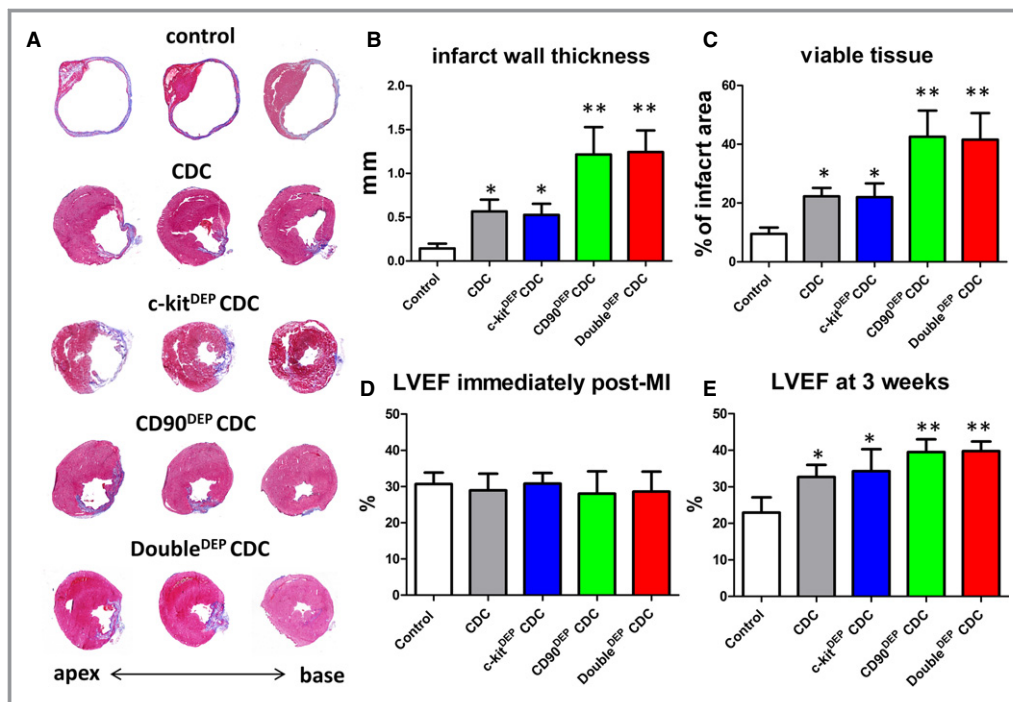 A
control
CDC
c-kitDEP CDC
CD90DEP CDC
DoubleDEP CDC
apex
base
B
infarct wall thickness
mm
2.0
1.5
1.0
0.5
0.0
*
*
**
**
Control
CDC
c-kitDEP CDC
CD90DEP CDC
DoubleDEP CDC
C
viable tissue
% of infacrt area
60
40
20
0
*
*
**
**
Control
CDC
c-kitDEP CDC
CD90DEP CDC
DoubleDEP CDC
D
LVEF immediately post-MI
%
50
40
30
20
10
0
Control
CDC
c-kitDEP CDC
CD90DEP CDC
DoubleDEP CDC
E
LVEF at 3 weeks
%
50
40
30
20
10
0
*
*
**
**
Control
CDC
c-kitDEP CDC
CD90DEP CDC
DoubleDEP CDC